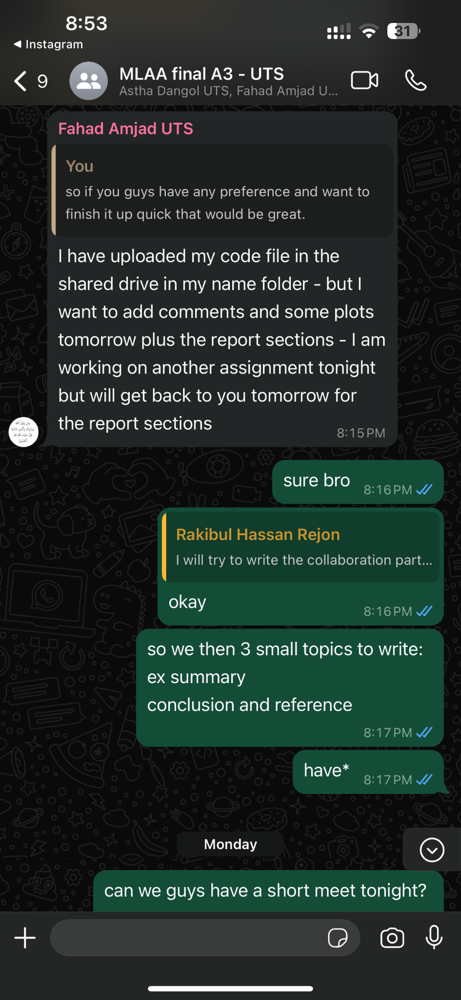 8:53
31
◀ Instagram
9
MLAA final A3 - UTS
Astha Dangol UTS, Fahad Amjad U...
Fahad Amjad UTS
You
so if you guys have any preference and want to
finish it up quick that would be great.
I have uploaded my code file in the
shared drive in my name folder - but I
want to add comments and some plots
tomorrow plus the report sections - I am
working on another assignment tonight
but will get back to you tomorrow for
the report sections
8:15 PM
sure bro
8:16 PM
Rakibul Hassan Rejon
I will try to write the collaboration part...
okay
8:16 PM
so we then 3 small topics to write:
ex summary
conclusion and reference
8:17 PM
have*
8:17 PM
Monday
can we guys have a short meet tonight?